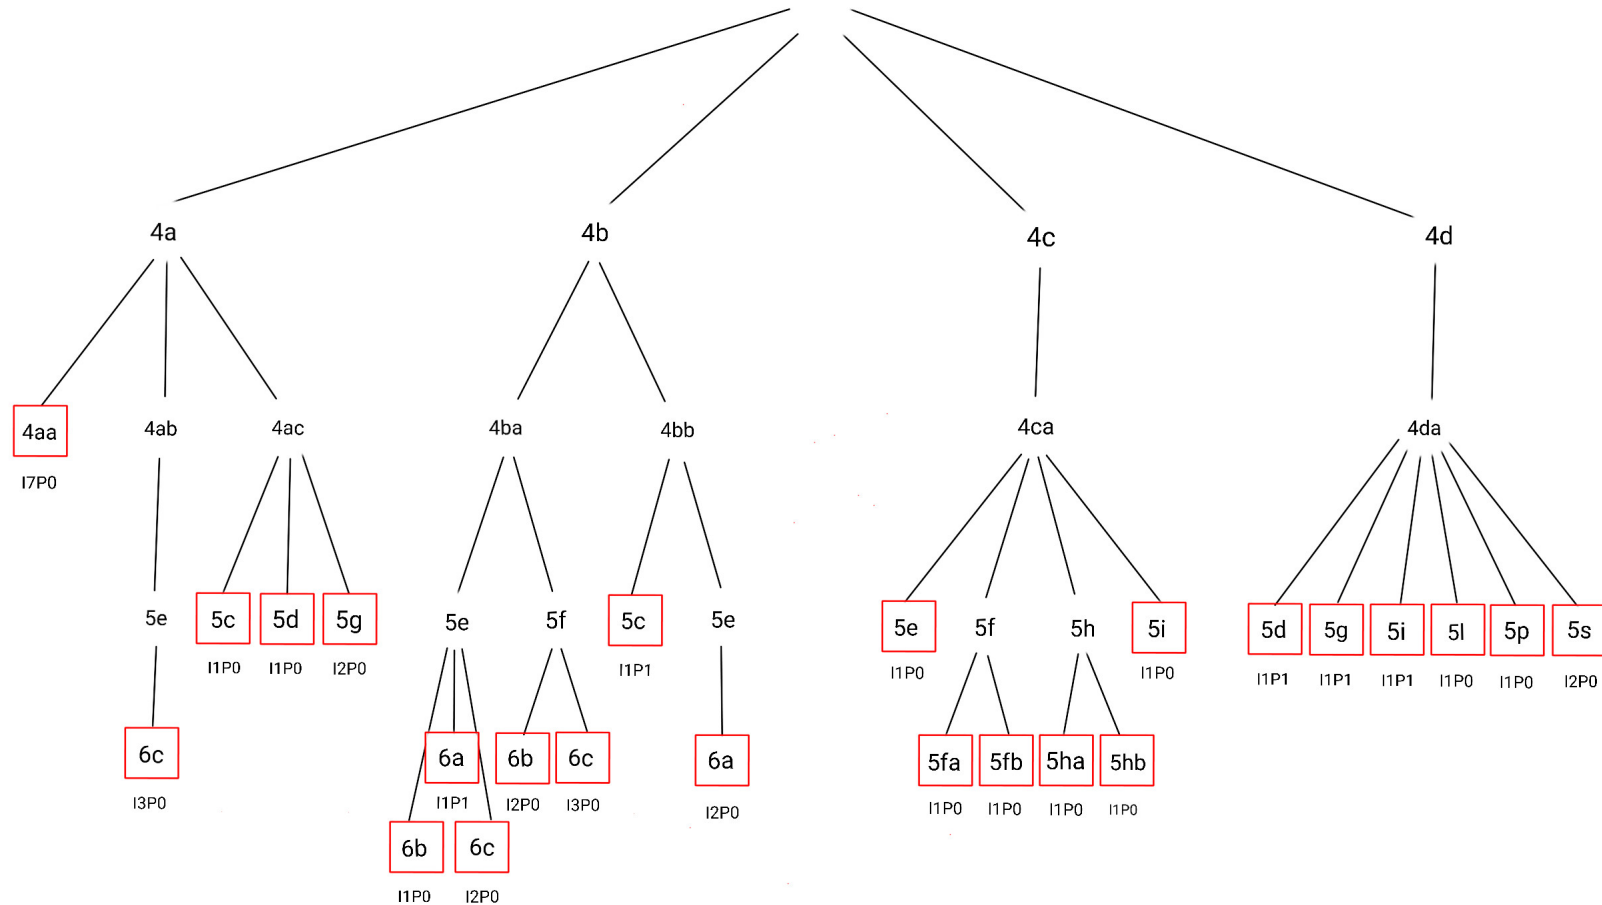 4a
4b
4c
4d
4aa
4ab
4ac
4ba
4bb
4ca
4da
I7P0
5e
5c
5d
5g
5e
5f
5c
5e
5e
5f
5h
5i
5d
5g
5i
5l
5p
5s
I1P0
I1P0
I2P0
I1P1
I1P0
I1P0
I1P1
I1P1
I1P1
I1P0
I1P0
I2P0
6c
6a
6b
6c
6a
5fa
5fb
5ha
5hb
I3P0
I1P1
I2P0
I3P0
I2P0
I1P0
I1P0
I1P0
I1P0
6b
6c
I1P0
I2P0